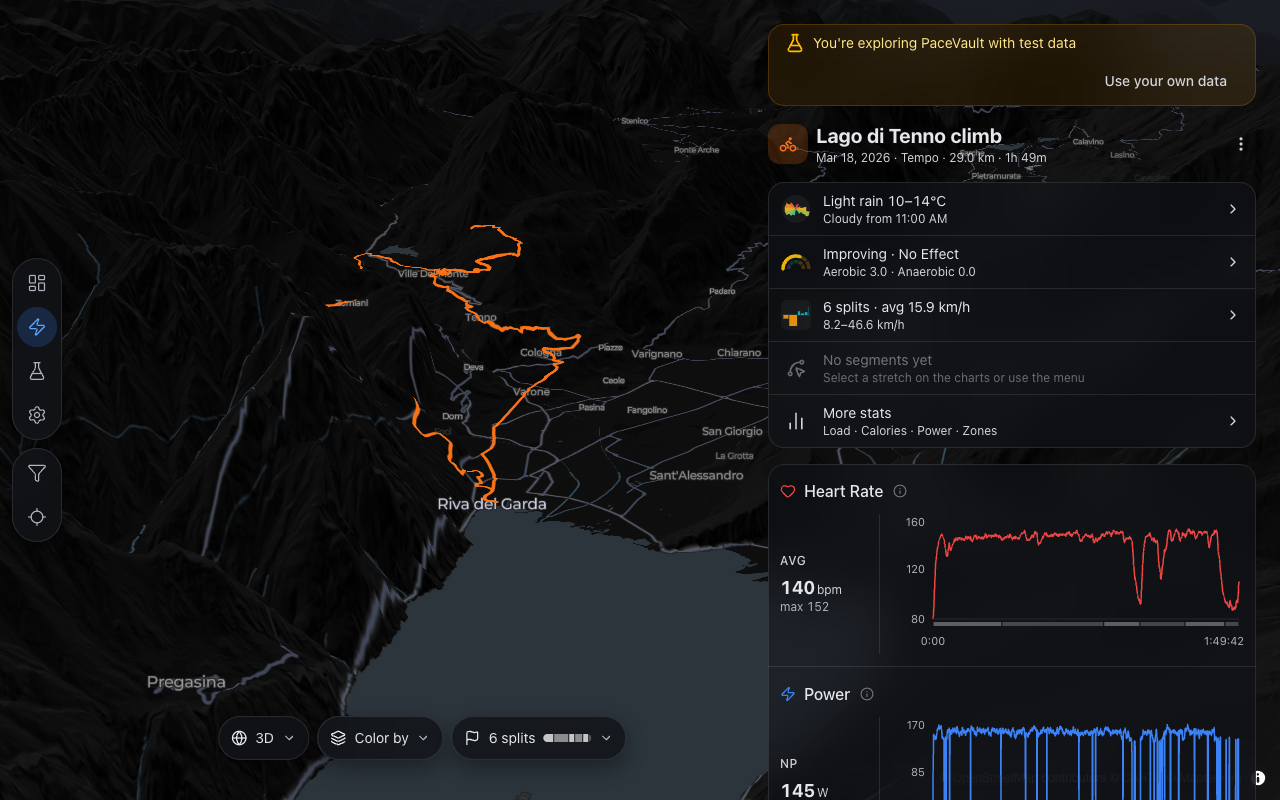 You're exploring PaceVault with test data
Use your own data
Lago di Tenno climb
Mar 18, 2026 · Tempo · 29.0 km · 1h 49m
Light rain 10–14°C
Cloudy from 11:00 AM
Improving · No Effect
Aerobic 3.0 · Anaerobic 0.0
6 splits · avg 15.9 km/h
8.2–46.6 km/h
No segments yet
Select a stretch on the charts or use the menu
More stats
Load · Calories · Power · Zones
Heart Rate
AVG
140 bpm
max 152
160
120
80
0:00
1:49:42
Power
NP
145 W
170
85
Stenico
Ponte Arche
Calavino
Lasino
Pietramurata
Ville Del Monte
Zumiani
Padaro
Tenno
Cologna
Piazze
Varignano
Chiarano
Deva
Ceole
Varone
Pasina
Fangolino
Dom
San Giorgio
La Grotta
Sant'Alessandro
Riva del Garda
Pregasina
3D
Color by
6 splits